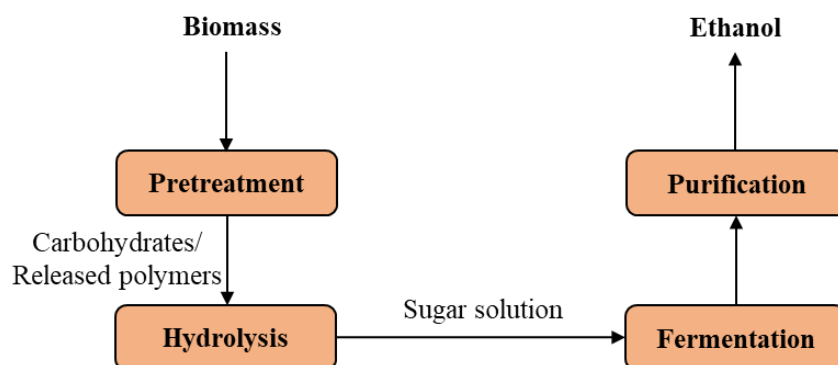 Biomass
Ethanol
Pretreatment
Purification
Carbohydrates/
Released polymers
Sugar solution
Hydrolysis
Fermentation